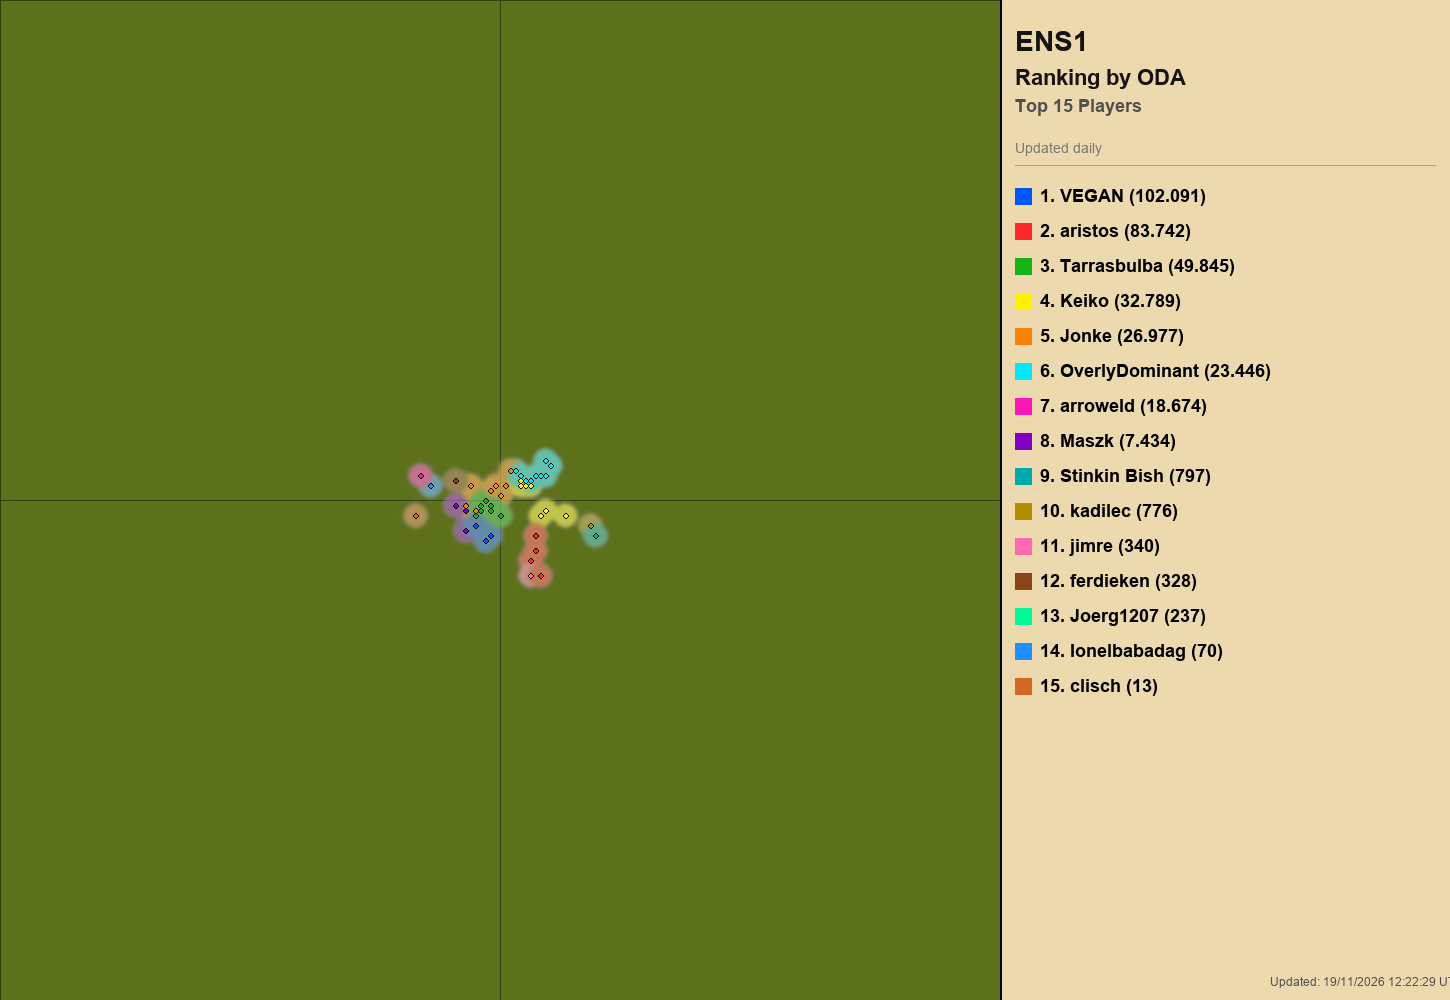 ENS1
Ranking by ODA
Top 15 Players
Updated daily
1. VEGAN (102.091)
2. aristos (83.742)
3. Tarrasbulba (49.845)
4. Keiko (32.789)
5. Jonke (26.977)
6. OverlyDominant (23.446)
7. arroweld (18.674)
8. Maszk (7.434)
9. Stinkin Bish (797)
10. kadilec (776)
11. jimre (340)
12. ferdieken (328)
13. Joerg1207 (237)
14. Ionelbabadag (70)
15. clisch (13)
Updated: 19/11/2026 12:22:29